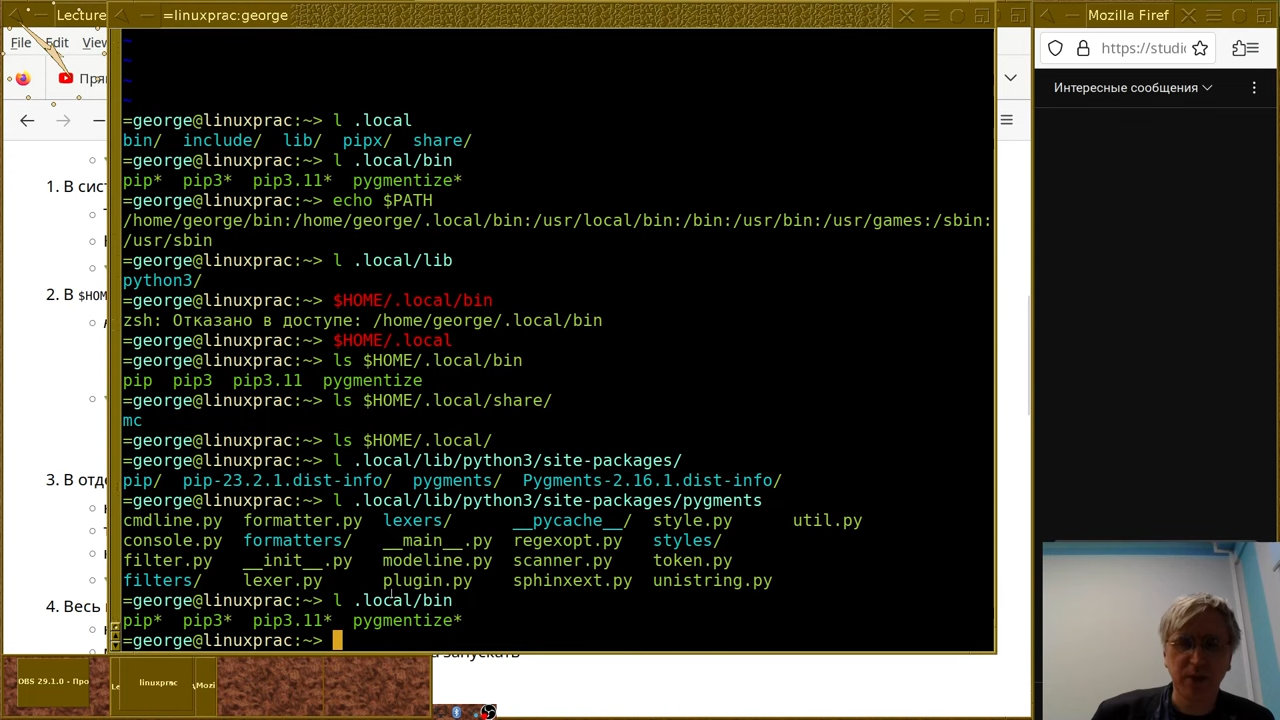 Lecture
=linuxprac:george
Mozilla Firef
File Edit View
https://studi
Интересные сообщения
~
~
~
~
=george@linuxprac:~> l .local
bin/ include/ lib/ pipx/ share/
=george@linuxprac:~> l .local/bin
pip* pip3* pip3.11* pygmentize*
=george@linuxprac:~> echo $PATH
/home/george/bin:/home/george/.local/bin:/usr/local/bin:/bin:/usr/bin:/usr/games:/sbin:
/usr/sbin
=george@linuxprac:~> l .local/lib
python3/
=george@linuxprac:~> $HOME/.local/bin
zsh: Отказано в доступе: /home/george/.local/bin
=george@linuxprac:~> $HOME/.local
=george@linuxprac:~> ls $HOME/.local/bin
pip pip3 pip3.11 pygmentize
=george@linuxprac:~> ls $HOME/.local/share/
mc
=george@linuxprac:~> ls $HOME/.local/
=george@linuxprac:~> l .local/lib/python3/site-packages/
pip/ pip-23.2.1.dist-info/ pygments/ Pygments-2.16.1.dist-info/
=george@linuxprac:~> l .local/lib/python3/site-packages/pygments
cmdline.py formatter.py lexers/ __pycache__/ style.py util.py
console.py formatters/ __main__.py regexopt.py styles/
filter.py __init__.py modeline.py scanner.py token.py
filters/ lexer.py plugin.py sphinxext.py unistring.py
=george@linuxprac:~> l .local/bin
pip* pip3* pip3.11* pygmentize*
=george@linuxprac:~>
1. В сист
2. В $HOM
3. В отде
4. Весь
запускать
OBS 29.1.0 - Про
linuxprac
Mozi